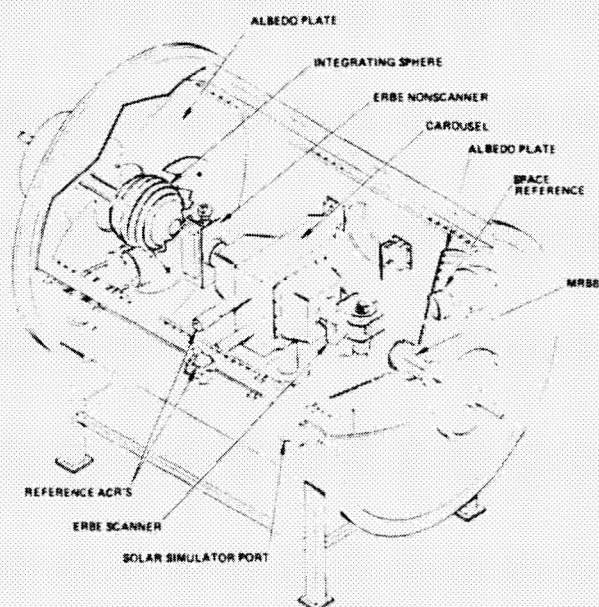 ALBEDO PLATE
INTEGRATING SPHERE
ERBE NONSCANNER
CAROUSEL
ALBEDO PLATE
SPACE
REFERENCE
MRBB
REFERENCE ACR'S
ERBE SCANNER
SOLAR SIMULATOR PORT